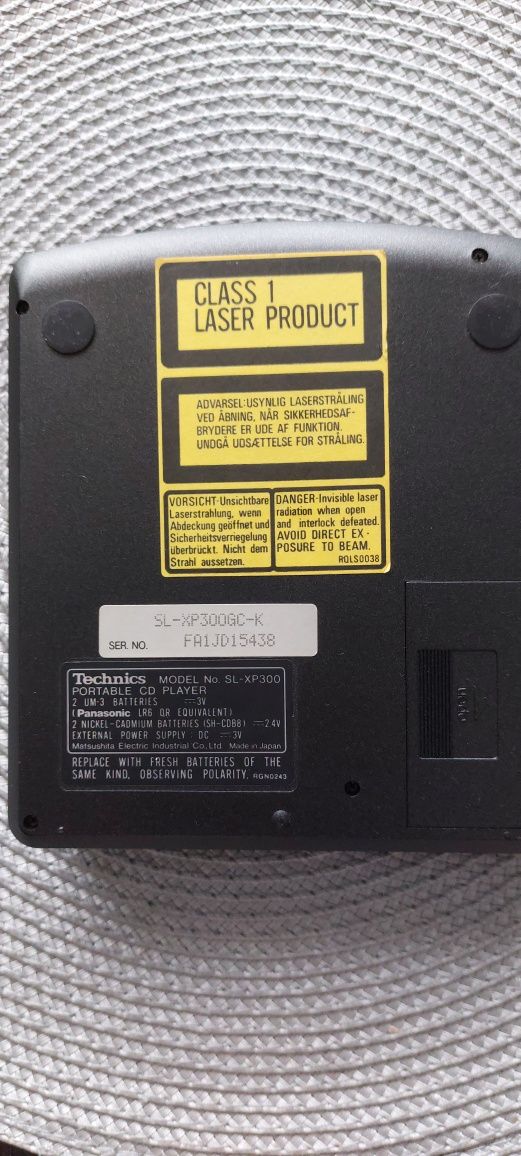 CLASS 1
LASER PRODUCT
ADVARSEL:USYNLIG LASERSTRÅLING
VED ÅBNING, NÅR SIKKERHEDSAF-
BRYDERE ER UDE AF FUNKTION.
UNDGÅ UDSÆTTELSE FOR STRÅLING.
VORSICHT-Unsichtbare
Laserstrahlung, wenn
Abdeckung geöffnet und
Sicherheitsverriegelung
überbrückt. Nicht dem
Strahl aussetzen.
DANGER-Invisible laser
radiation when open
and interlock defeated.
AVOID DIRECT EX-
POSURE TO BEAM.
RQLS0038
SL-XP300GC-K
SER. NO. FA1JD15438
Technics MODEL No. SL-XP300
PORTABLE CD PLAYER
2 UM-3 BATTERIES ⎓3V
(Panasonic LR6 OR EQUIVALENT)
2 NICKEL-CADMIUM BATTERIES (SH-CDB8) ⎓2.4V
EXTERNAL POWER SUPPLY : DC ⎓ 3V
Matsushita Electric Industrial Co., Ltd. Made in Japan
REPLACE WITH FRESH BATTERIES OF THE
SAME KIND, OBSERVING POLARITY. RGN0243
open